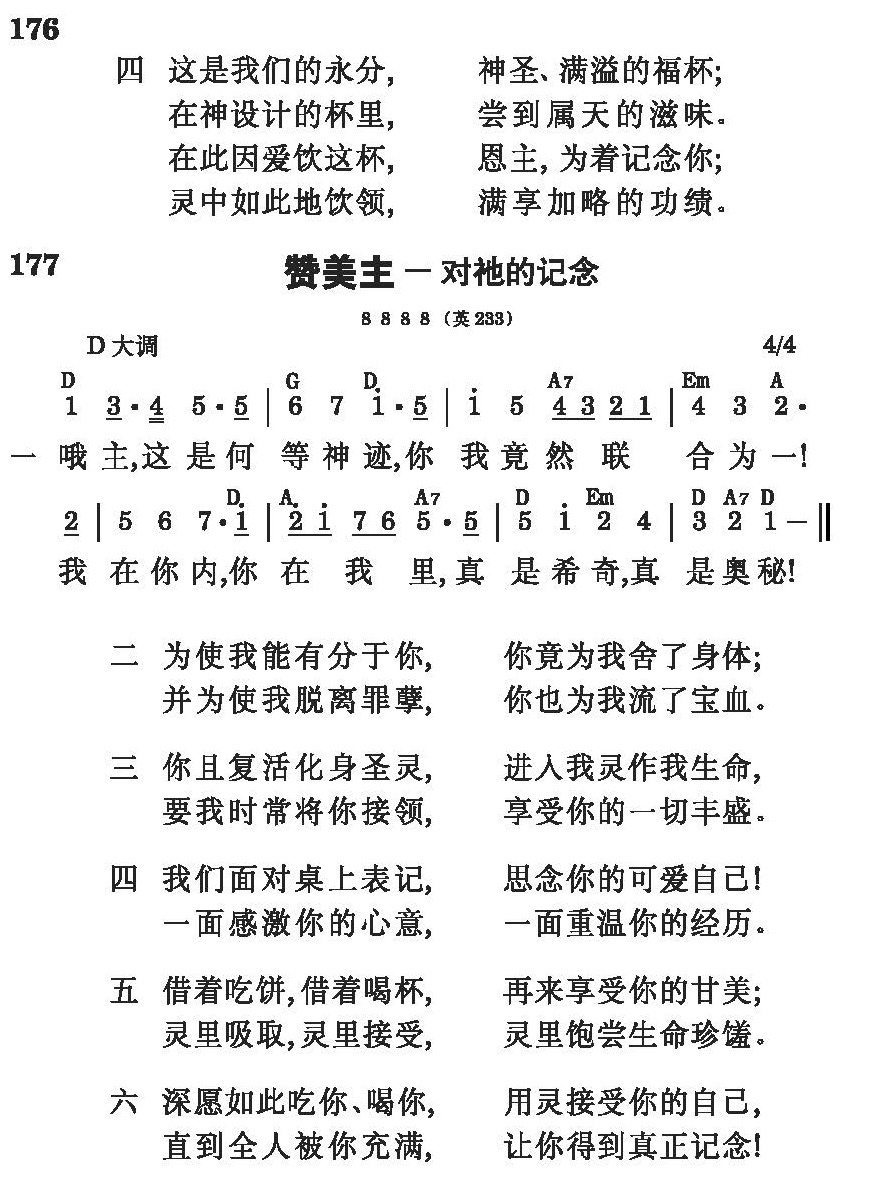 176
四 这是我们的永分, 神圣、满溢的福杯;
在神设计的杯里, 尝到属天的滋味。
在此因爱饮这杯, 恩主, 为着记念你;
灵中如此地饮领, 满享加略的功绩。
177 赞美主 — 对祂的记念
8 8 8 8 (英 233)
D 大调 4/4
D G D A7 Em A
1 3· 4 5· 5 | 6 7 1· 5 | 1 5 4 3 2 1 | 4 3 2·
一 哦主,这是何等神迹,你我竟然联合为一!
D A A7 D Em D A7 D
2 | 5 6 7· 1 | 2 1 7 6 5· 5 | 5 1 2 4 | 3 2 1 — ‖
我在你内,你在我里,真是希奇,真是奥秘!
二 为使我能有分于你, 你竟为我舍了身体;
并为使我脱离罪孽, 你也为我流了宝血。
三 你且复活化身圣灵, 进入我灵作我生命,
要我时常将你接领, 享受你的一切丰盛。
四 我们面对桌上表记, 思念你的可爱自己!
一面感激你的心意, 一面重温你的经历。
五 借着吃饼,借着喝杯, 再来享受你的甘美;
灵里吸取,灵里接受, 灵里饱尝生命珍馐。
六 深愿如此吃你、喝你, 用灵接受你的自己,
直到全人被你充满, 让你得到真正记念!